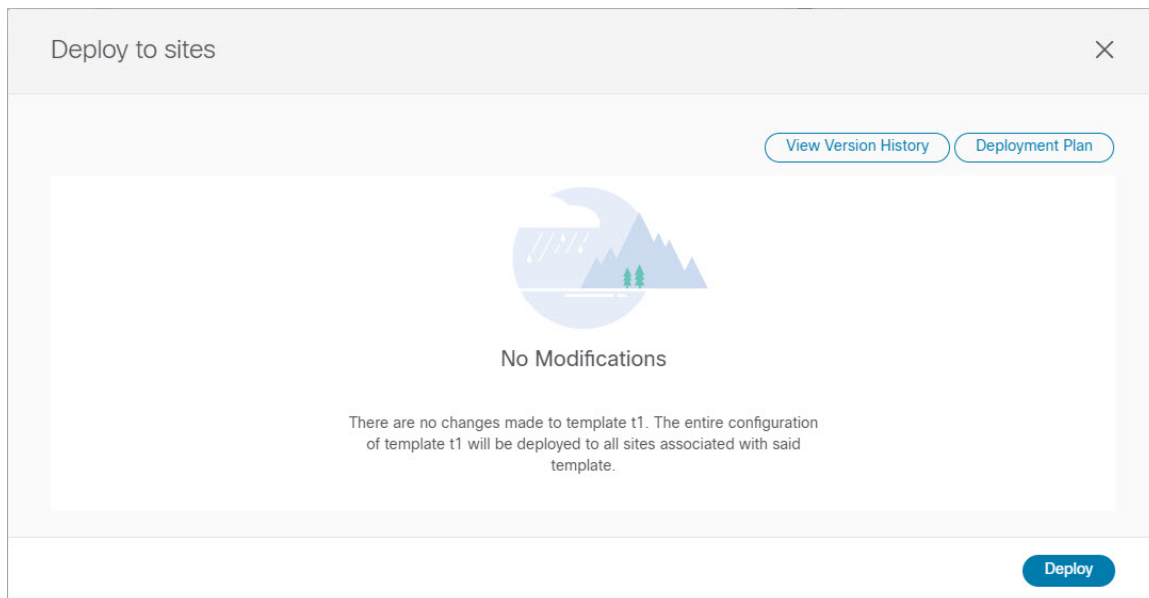 Deploy to sites
View Version History
Deployment Plan
No Modifications
There are no changes made to template t1. The entire configuration
of template t1 will be deployed to all sites associated with said
template.
Deploy